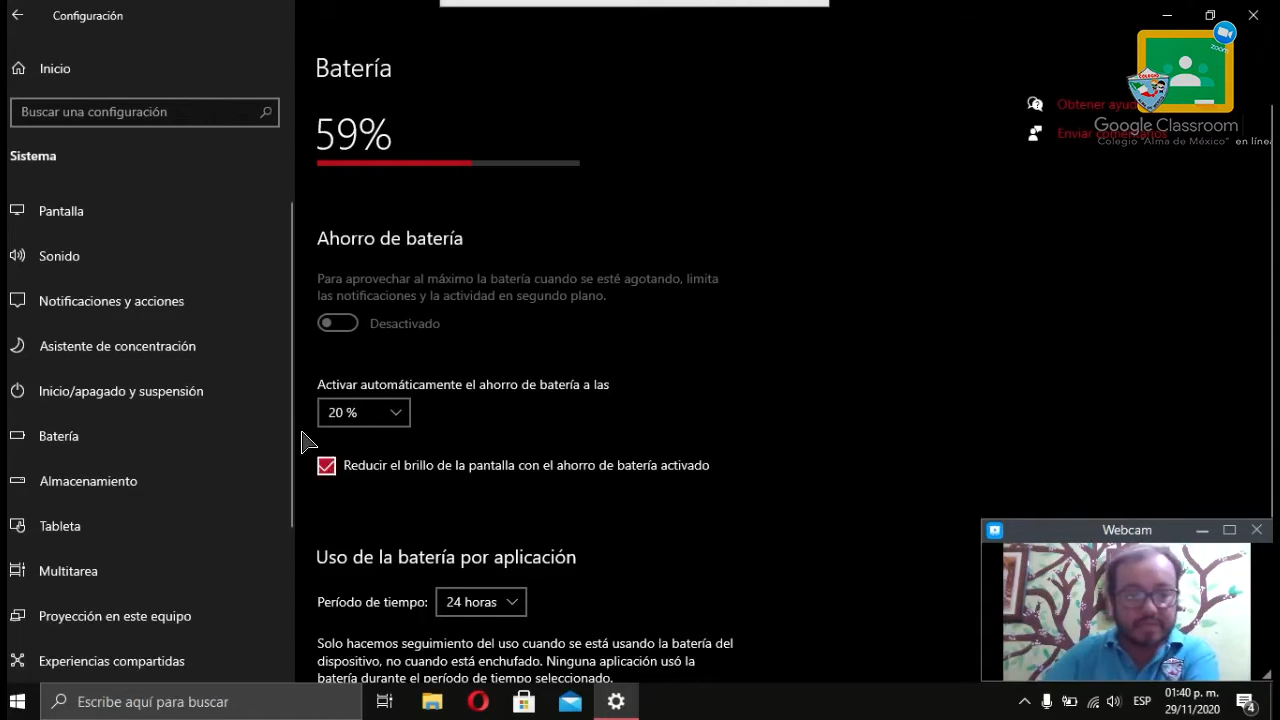 Configuración
Inicio
Buscar una configuración
Sistema
Pantalla
Sonido
Notificaciones y acciones
Asistente de concentración
Inicio/apagado y suspensión
Batería
Almacenamiento
Tableta
Multitarea
Proyección en este equipo
Experiencias compartidas
Batería
59%
Ahorro de batería
Para aprovechar al máximo la batería cuando se esté agotando, limita
las notificaciones y la actividad en segundo plano.
Desactivado
Activar automáticamente el ahorro de batería a las
20 %
Reducir el brillo de la pantalla con el ahorro de batería activado
Uso de la batería por aplicación
Período de tiempo: 24 horas
Solo hacemos seguimiento del uso cuando se está usando la batería del
dispositivo, no cuando está enchufado. Ninguna aplicación usó la
batería durante el período de tiempo seleccionado.
zoom
COLEGIO
Obtener
Google Classroom
Enviar
Colegio "Alma de México" en línea
Webcam
Escribe aquí para buscar
ESP
01:40 p. m.
29/11/2020
4